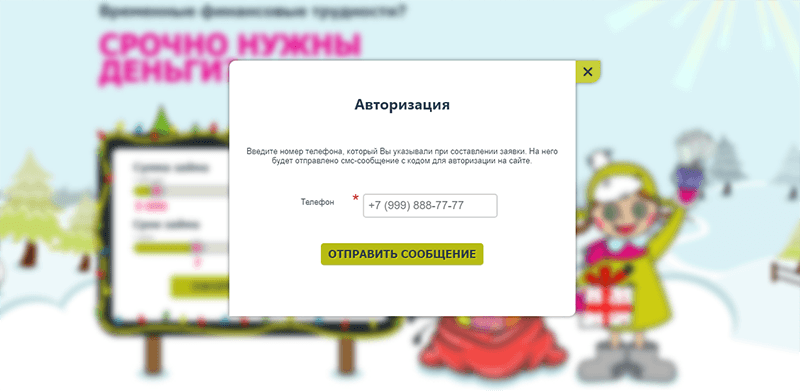 Временные финансовые трудности?
СРОЧНО НУЖНЫ
ДЕНЬГИ?
Авторизация
Введите номер телефона, который Вы указывали при составлении заявки. На него
будет отправлено смс-сообщение с кодом для авторизации на сайте.
Телефон * +7 (999) 888-77-77
ОТПРАВИТЬ СООБЩЕНИЕ
Сумма займа
Срок займа